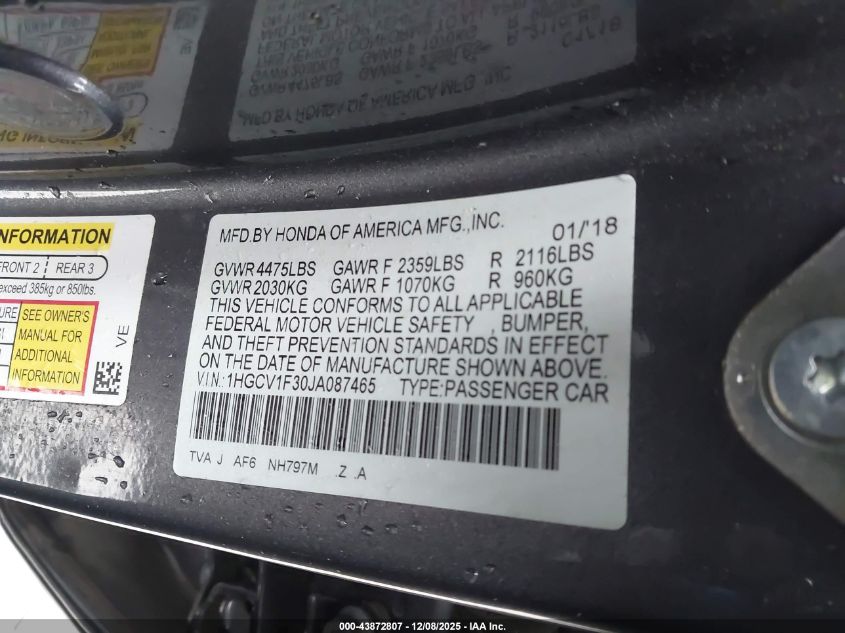 MFD.BY HONDA OF AMERICA MFG.,INC. 01/'18
GVWR 4475LBS GAWR F 2359LBS R 2116LBS
GVWR 2030KG GAWR F 1070KG R 960KG
THIS VEHICLE CONFORMS TO ALL APPLICABLE
FEDERAL MOTOR VEHICLE SAFETY , BUMPER,
AND THEFT PREVENTION STANDARDS IN EFFECT
ON THE DATE OF MANUFACTURE SHOWN ABOVE.
V.I.N.:1HGCV1F30JA087465 TYPE:PASSENGER CAR
TVA J AF6 NH797M .Z .A
NFORMATION
FRONT 2 REAR 3
exceed 385kg or 850lbs.
SEE OWNER'S
MANUAL FOR
ADDITIONAL
INFORMATION
VE
000-43872807 - 12/08/2025 - IAA Inc.